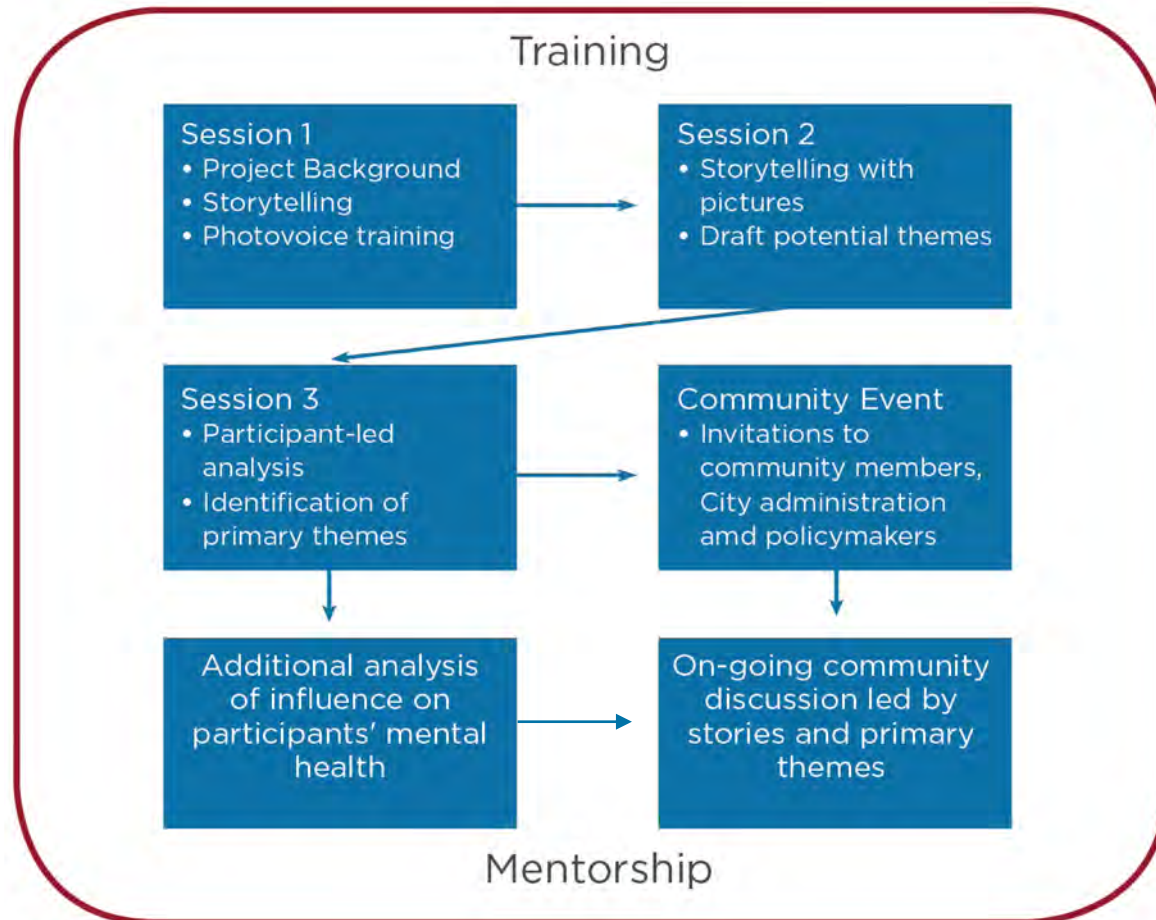 Training
Session 1
• Project Background
• Storytelling
• Photovoice training
Session 2
• Storytelling with
pictures
• Draft potential themes
Session 3
• Participant-led
analysis
• Identification of
primary themes
Community Event
• Invitations to
community members,
City administration
amd policymakers
Additional analysis
of influence on
participants' mental
health
On-going community
discussion led by
stories and primary
themes
Mentorship